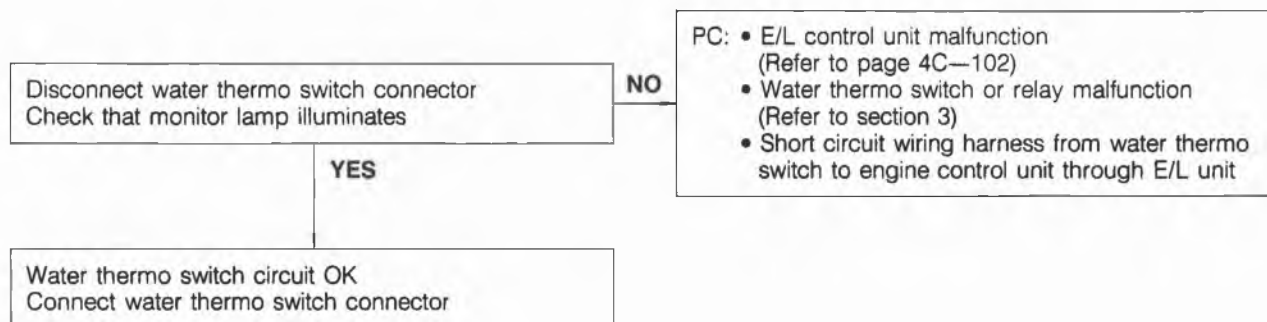 Disconnect water thermo switch connector
Check that monitor lamp illuminates
NO
PC: • E/L control unit malfunction
(Refer to page 4C—102)
• Water thermo switch or relay malfunction
(Refer to section 3)
• Short circuit wiring harness from water thermo
switch to engine control unit through E/L unit
YES
Water thermo switch circuit OK
Connect water thermo switch connector